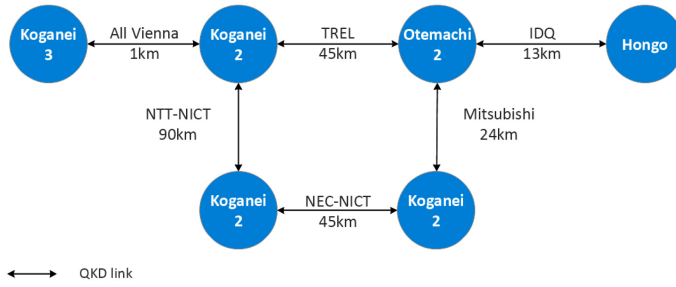 Koganei
3
All Vienna
1km
Koganei
2
TREL
45km
Otemachi
2
IDQ
13km
Hongo
NTT-NICT
90km
Mitsubishi
24km
Koganei
2
NEC-NICT
45km
Koganei
2
QKD link